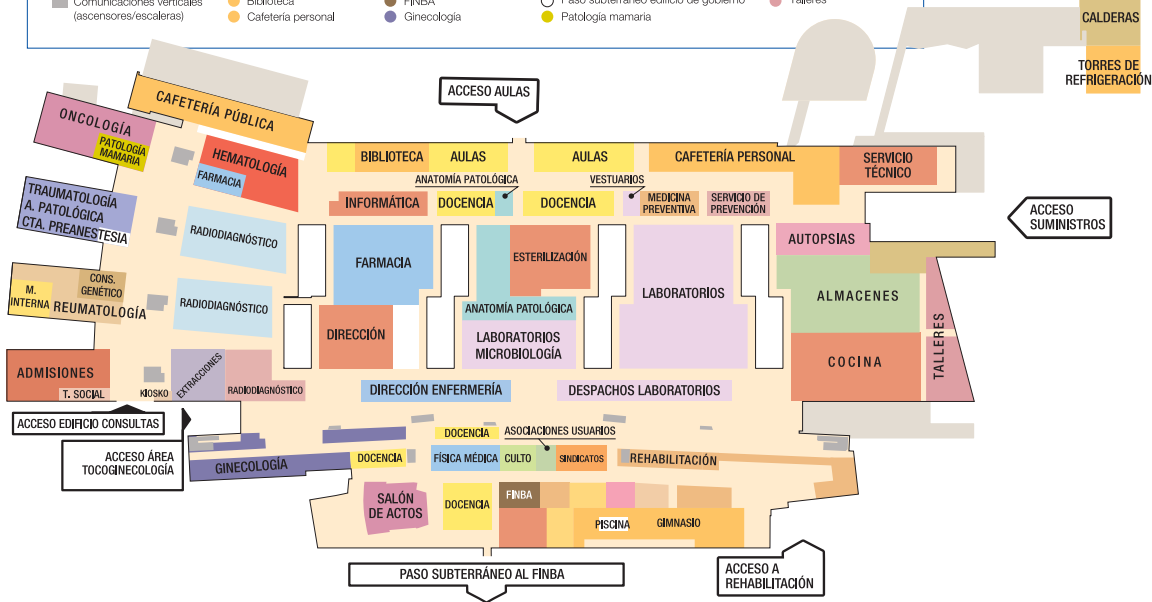 Comunicaciones verticales
(ascensores/escaleras)
Biblioteca
Cafetería personal
FINBA
Ginecología
Paso subterráneo edificio de gobierno
Patología mamaria
Talleres
CALDERAS
TORRES DE
REFRIGERACIÓN
ACCESO AULAS
CAFETERÍA PÚBLICA
ONCOLOGÍA
PATOLOGÍA
MAMARIA
HEMATOLOGÍA
FARMACIA
BIBLIOTECA
AULAS
AULAS
CAFETERÍA PERSONAL
SERVICIO
TÉCNICO
ANATOMÍA PATOLÓGICA
VESTUARIOS
TRAUMATOLOGÍA
A. PATOLÓGICA
CTA. PREANESTESIA
INFORMÁTICA
DOCENCIA
DOCENCIA
MEDICINA
PREVENTIVA
SERVICIO DE
PREVENCIÓN
ACCESO
SUMINISTROS
RADIODIAGNÓSTICO
FARMACIA
ESTERILIZACIÓN
AUTOPSIAS
CONS.
GENÉTICO
M.
INTERNA
REUMATOLOGÍA
RADIODIAGNÓSTICO
LABORATORIOS
ALMACENES
ANATOMÍA PATOLÓGICA
DIRECCIÓN
LABORATORIOS
MICROBIOLOGÍA
TALLERES
COCINA
ADMISIONES
T. SOCIAL
KIOSKO
EXTRACCIONES
RADIODIAGNÓSTICO
DIRECCIÓN ENFERMERÍA
DESPACHOS LABORATORIOS
ACCESO EDIFICIO CONSULTAS
ACCESO ÁREA
TOCOGINECOLOGÍA
GINECOLOGÍA
DOCENCIA
ASOCIACIONES USUARIOS
DOCENCIA
FÍSICA MÉDICA
CULTO
SINDICATOS
REHABILITACIÓN
SALÓN
DE ACTOS
DOCENCIA
FINBA
PISCINA
GIMNASIO
PASO SUBTERRÁNEO AL FINBA
ACCESO A
REHABILITACIÓN